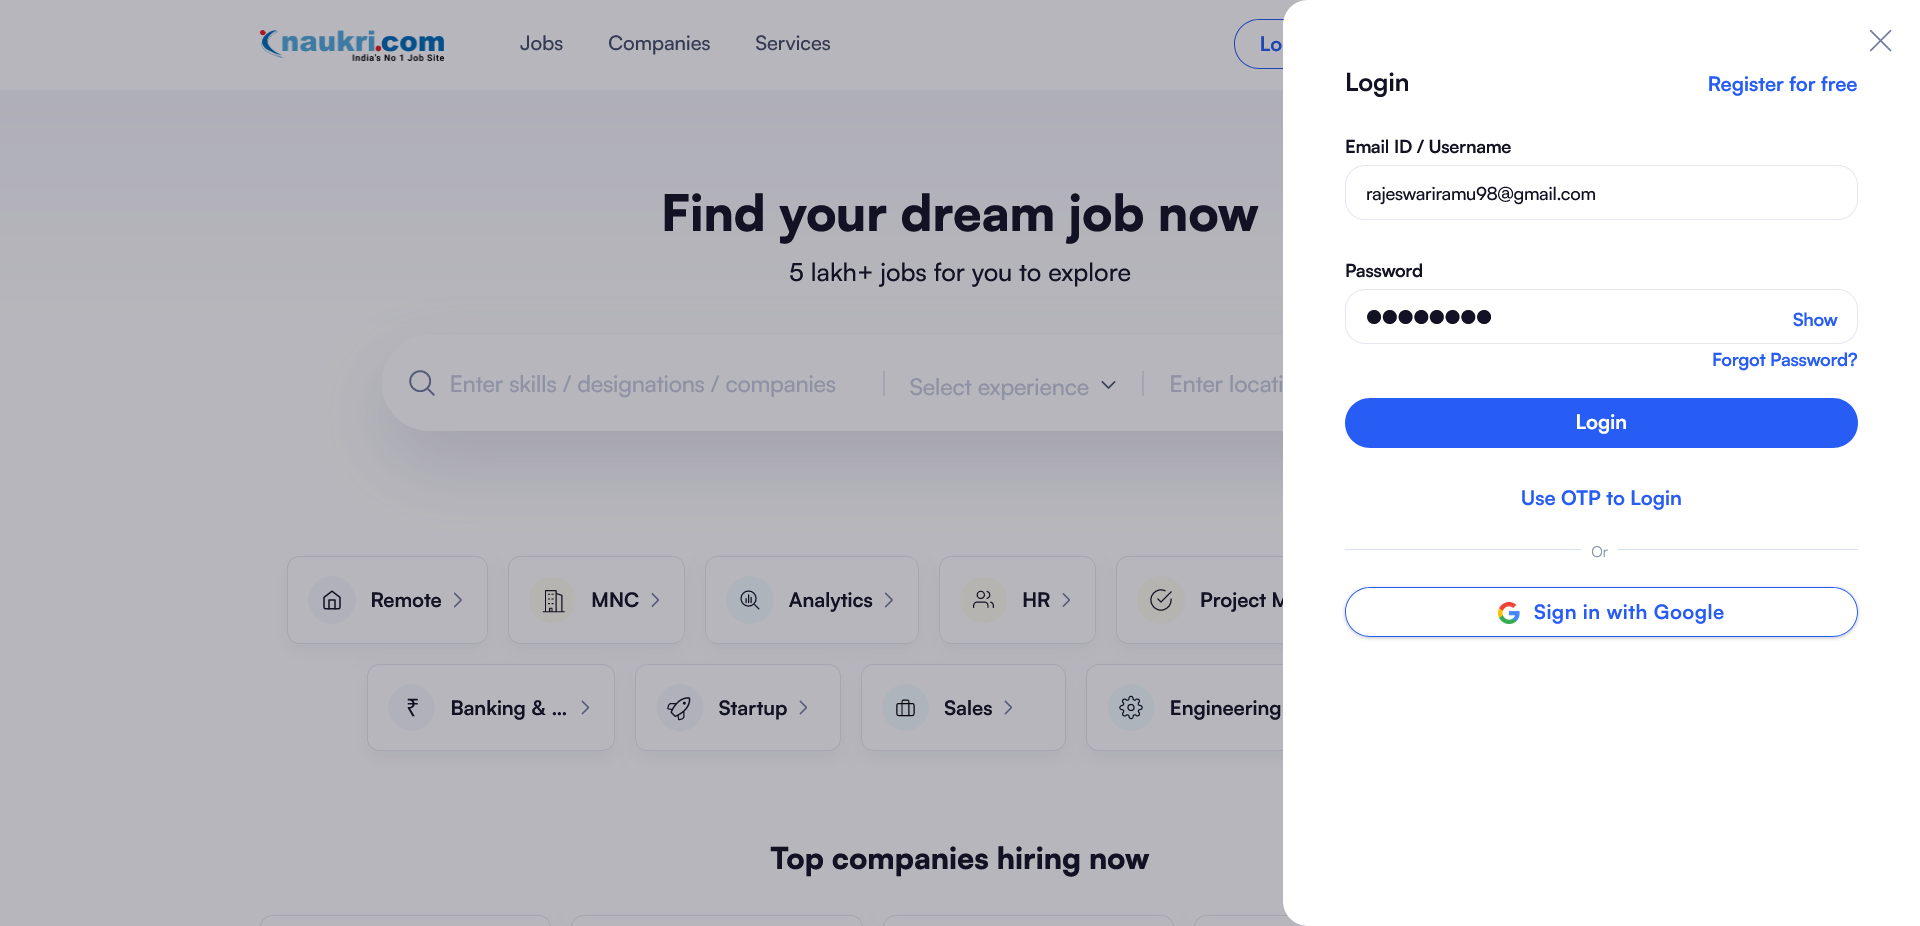 naukri.com
India's No 1 Job Site
Jobs
Companies
Services
Find your dream job now
5 lakh+ jobs for you to explore
Enter skills / designations / companies
Select experience
Enter
Remote
MNC
Analytics
HR
Project
Banking & ...
Startup
Sales
Engineering
Top companies hiring now
Login
Register for free
Email ID / Username
rajeswariramu98@gmail.com
Password
●●●●●●●●
Show
Forgot Password?
Login
Use OTP to Login
Or
Sign in with Google